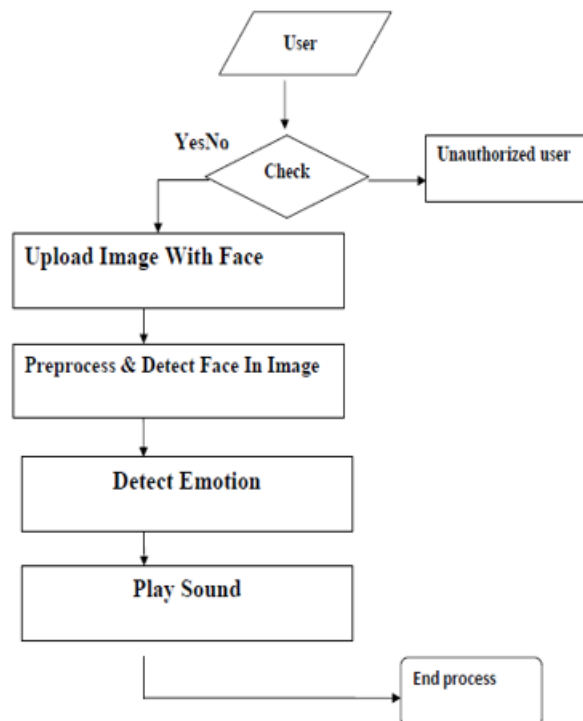 User
YesNo
Check
Unauthorized user
Upload Image With Face
Preprocess & Detect Face In Image
Detect Emotion
Play Sound
End process